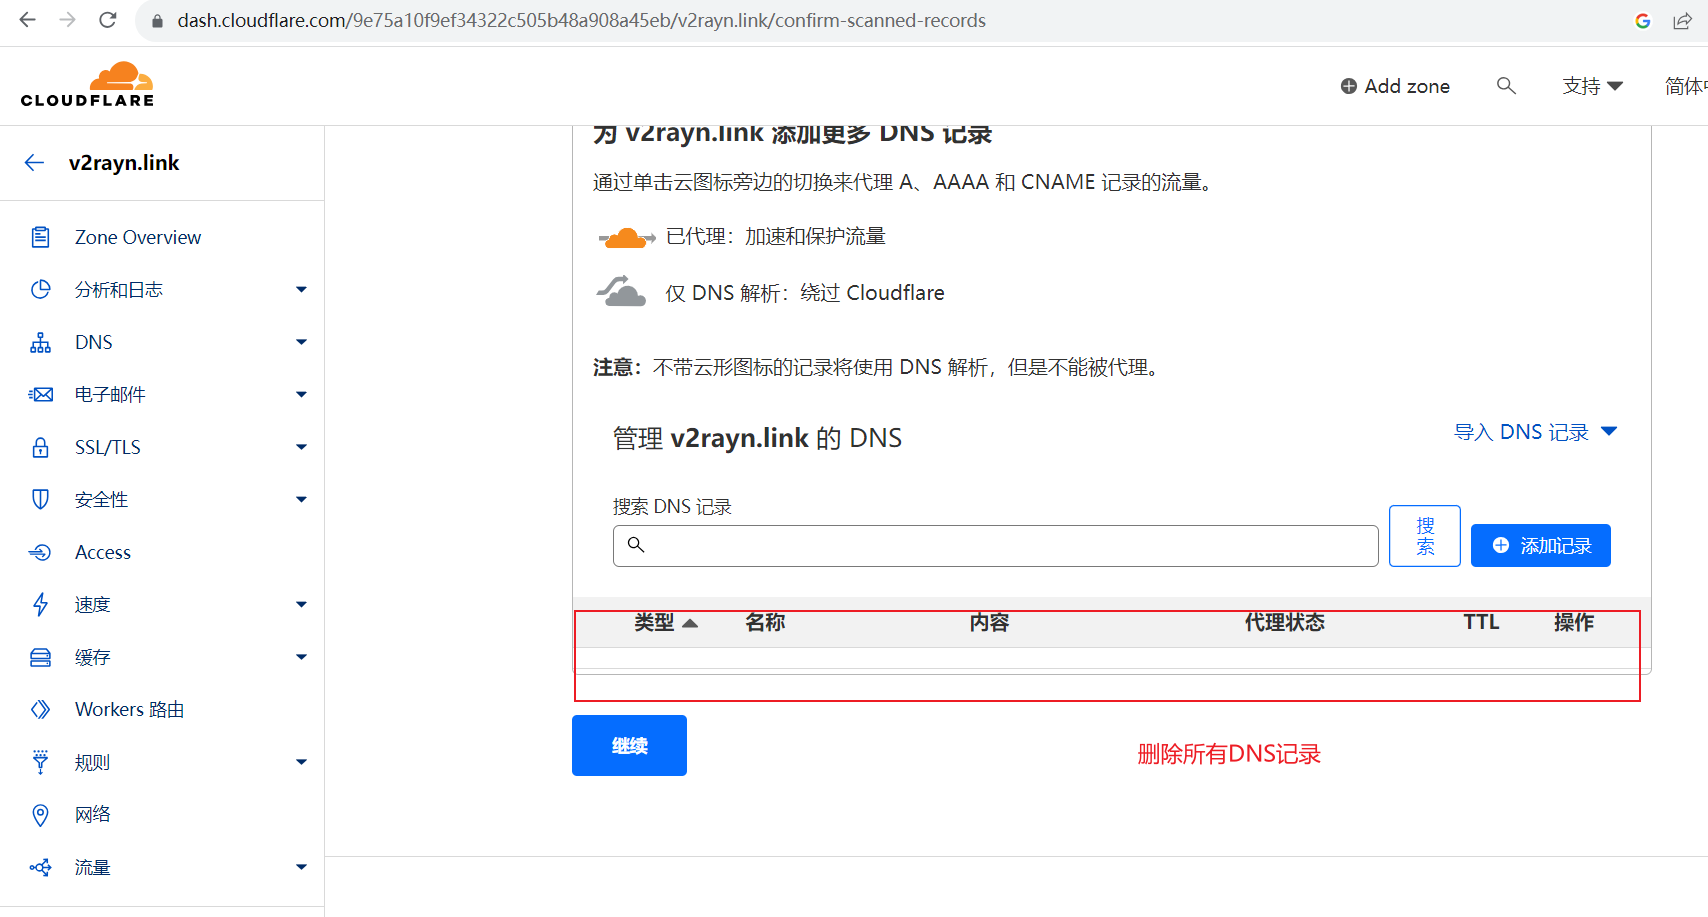 dash.cloudflare.com/9e75a10f9ef34322c505b48a908a45eb/v2rayn.link/confirm-scanned-records
CLOUDFLARE
Add zone
支持
简体中
v2rayn.link
Zone Overview
分析和日志
DNS
电子邮件
SSL/TLS
安全性
Access
速度
缓存
Workers 路由
规则
网络
流量
为 v2rayn.link 添加更多 DNS 记录
通过单击云图标旁边的切换来代理 A、AAAA 和 CNAME 记录的流量。
已代理：加速和保护流量
仅 DNS 解析：绕过 Cloudflare
注意：不带云形图标的记录将使用 DNS 解析，但是不能被代理。
管理 v2rayn.link 的 DNS
导入 DNS 记录
搜索 DNS 记录
搜
索
添加记录
类型 名称 内容 代理状态 TTL 操作
继续
删除所有DNS记录